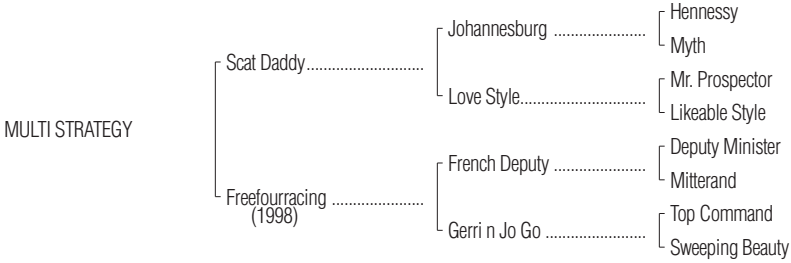 Hennessy
Johannesburg ........................
Myth
Scat Daddy..............................
Mr. Prospector
Love Style................................
Likeable Style
MULTI STRATEGY
Deputy Minister
French Deputy ........................
Mitterand
Freefourracing ........................
(1998)
Top Command
Gerri n Jo Go ..........................
Sweeping Beauty